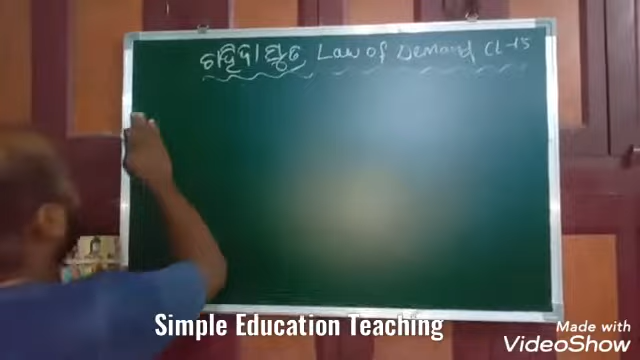 ଚାହିଦା ସୂତ୍ର Law of Demand CL-15
Simple Education Teaching
Made with
VideoShow